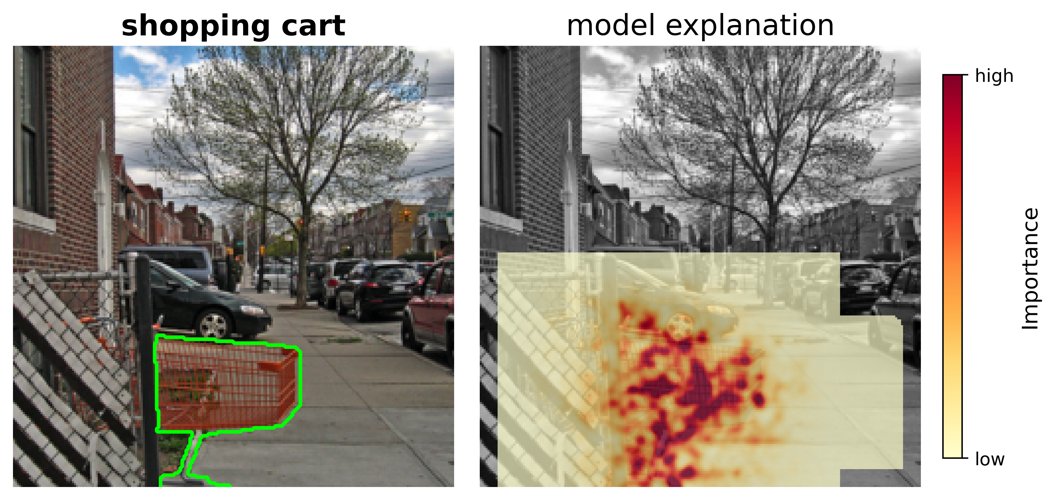 shopping cart
model explanation
high
Importance
low